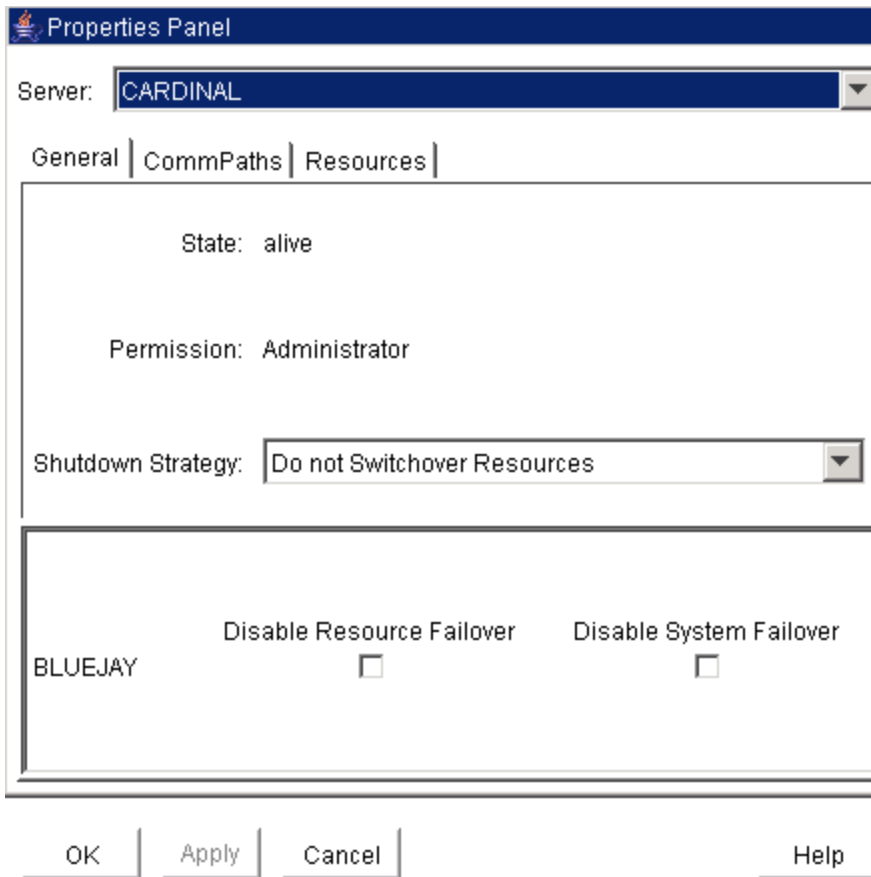 Properties Panel
Server: CARDINAL
General CommPaths Resources
State: alive
Permission: Administrator
Shutdown Strategy: Do not Switchover Resources
Disable Resource Failover Disable System Failover
BLUEJAY
OK Apply Cancel Help